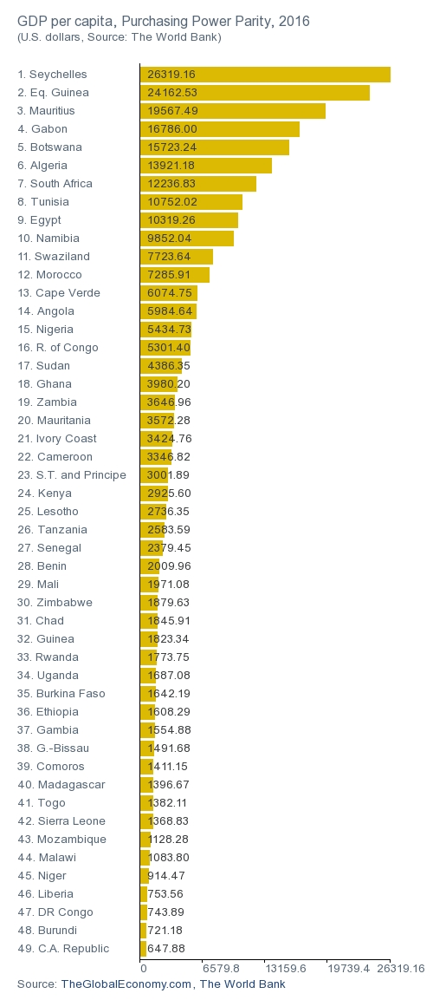 GDP per capita, Purchasing Power Parity, 2016
(U.S. dollars, Source: The World Bank)
1. Seychelles 26319.16
2. Eq. Guinea 24162.53
3. Mauritius 19567.49
4. Gabon 16786.00
5. Botswana 15723.24
6. Algeria 13921.18
7. South Africa 12236.83
8. Tunisia 10752.02
9. Egypt 10319.26
10. Namibia 9852.04
11. Swaziland 7723.64
12. Morocco 7285.91
13. Cape Verde 6074.75
14. Angola 5984.64
15. Nigeria 5434.73
16. R. of Congo 5301.40
17. Sudan 4386.35
18. Ghana 3980.20
19. Zambia 3646.96
20. Mauritania 3572.28
21. Ivory Coast 3424.76
22. Cameroon 3346.82
23. S.T. and Principe 3001.89
24. Kenya 2925.60
25. Lesotho 2736.35
26. Tanzania 2583.59
27. Senegal 2379.45
28. Benin 2009.96
29. Mali 1971.08
30. Zimbabwe 1879.63
31. Chad 1845.91
32. Guinea 1823.34
33. Rwanda 1773.75
34. Uganda 1687.08
35. Burkina Faso 1642.19
36. Ethiopia 1608.29
37. Gambia 1554.88
38. G.-Bissau 1491.68
39. Comoros 1411.15
40. Madagascar 1396.67
41. Togo 1382.11
42. Sierra Leone 1368.83
43. Mozambique 1128.28
44. Malawi 1083.80
45. Niger 914.47
46. Liberia 753.56
47. DR Congo 743.89
48. Burundi 721.18
49. C.A. Republic 647.88
0 6579.8 13159.6 19739.4 26319.16
Source: TheGlobalEconomy.com, The World Bank